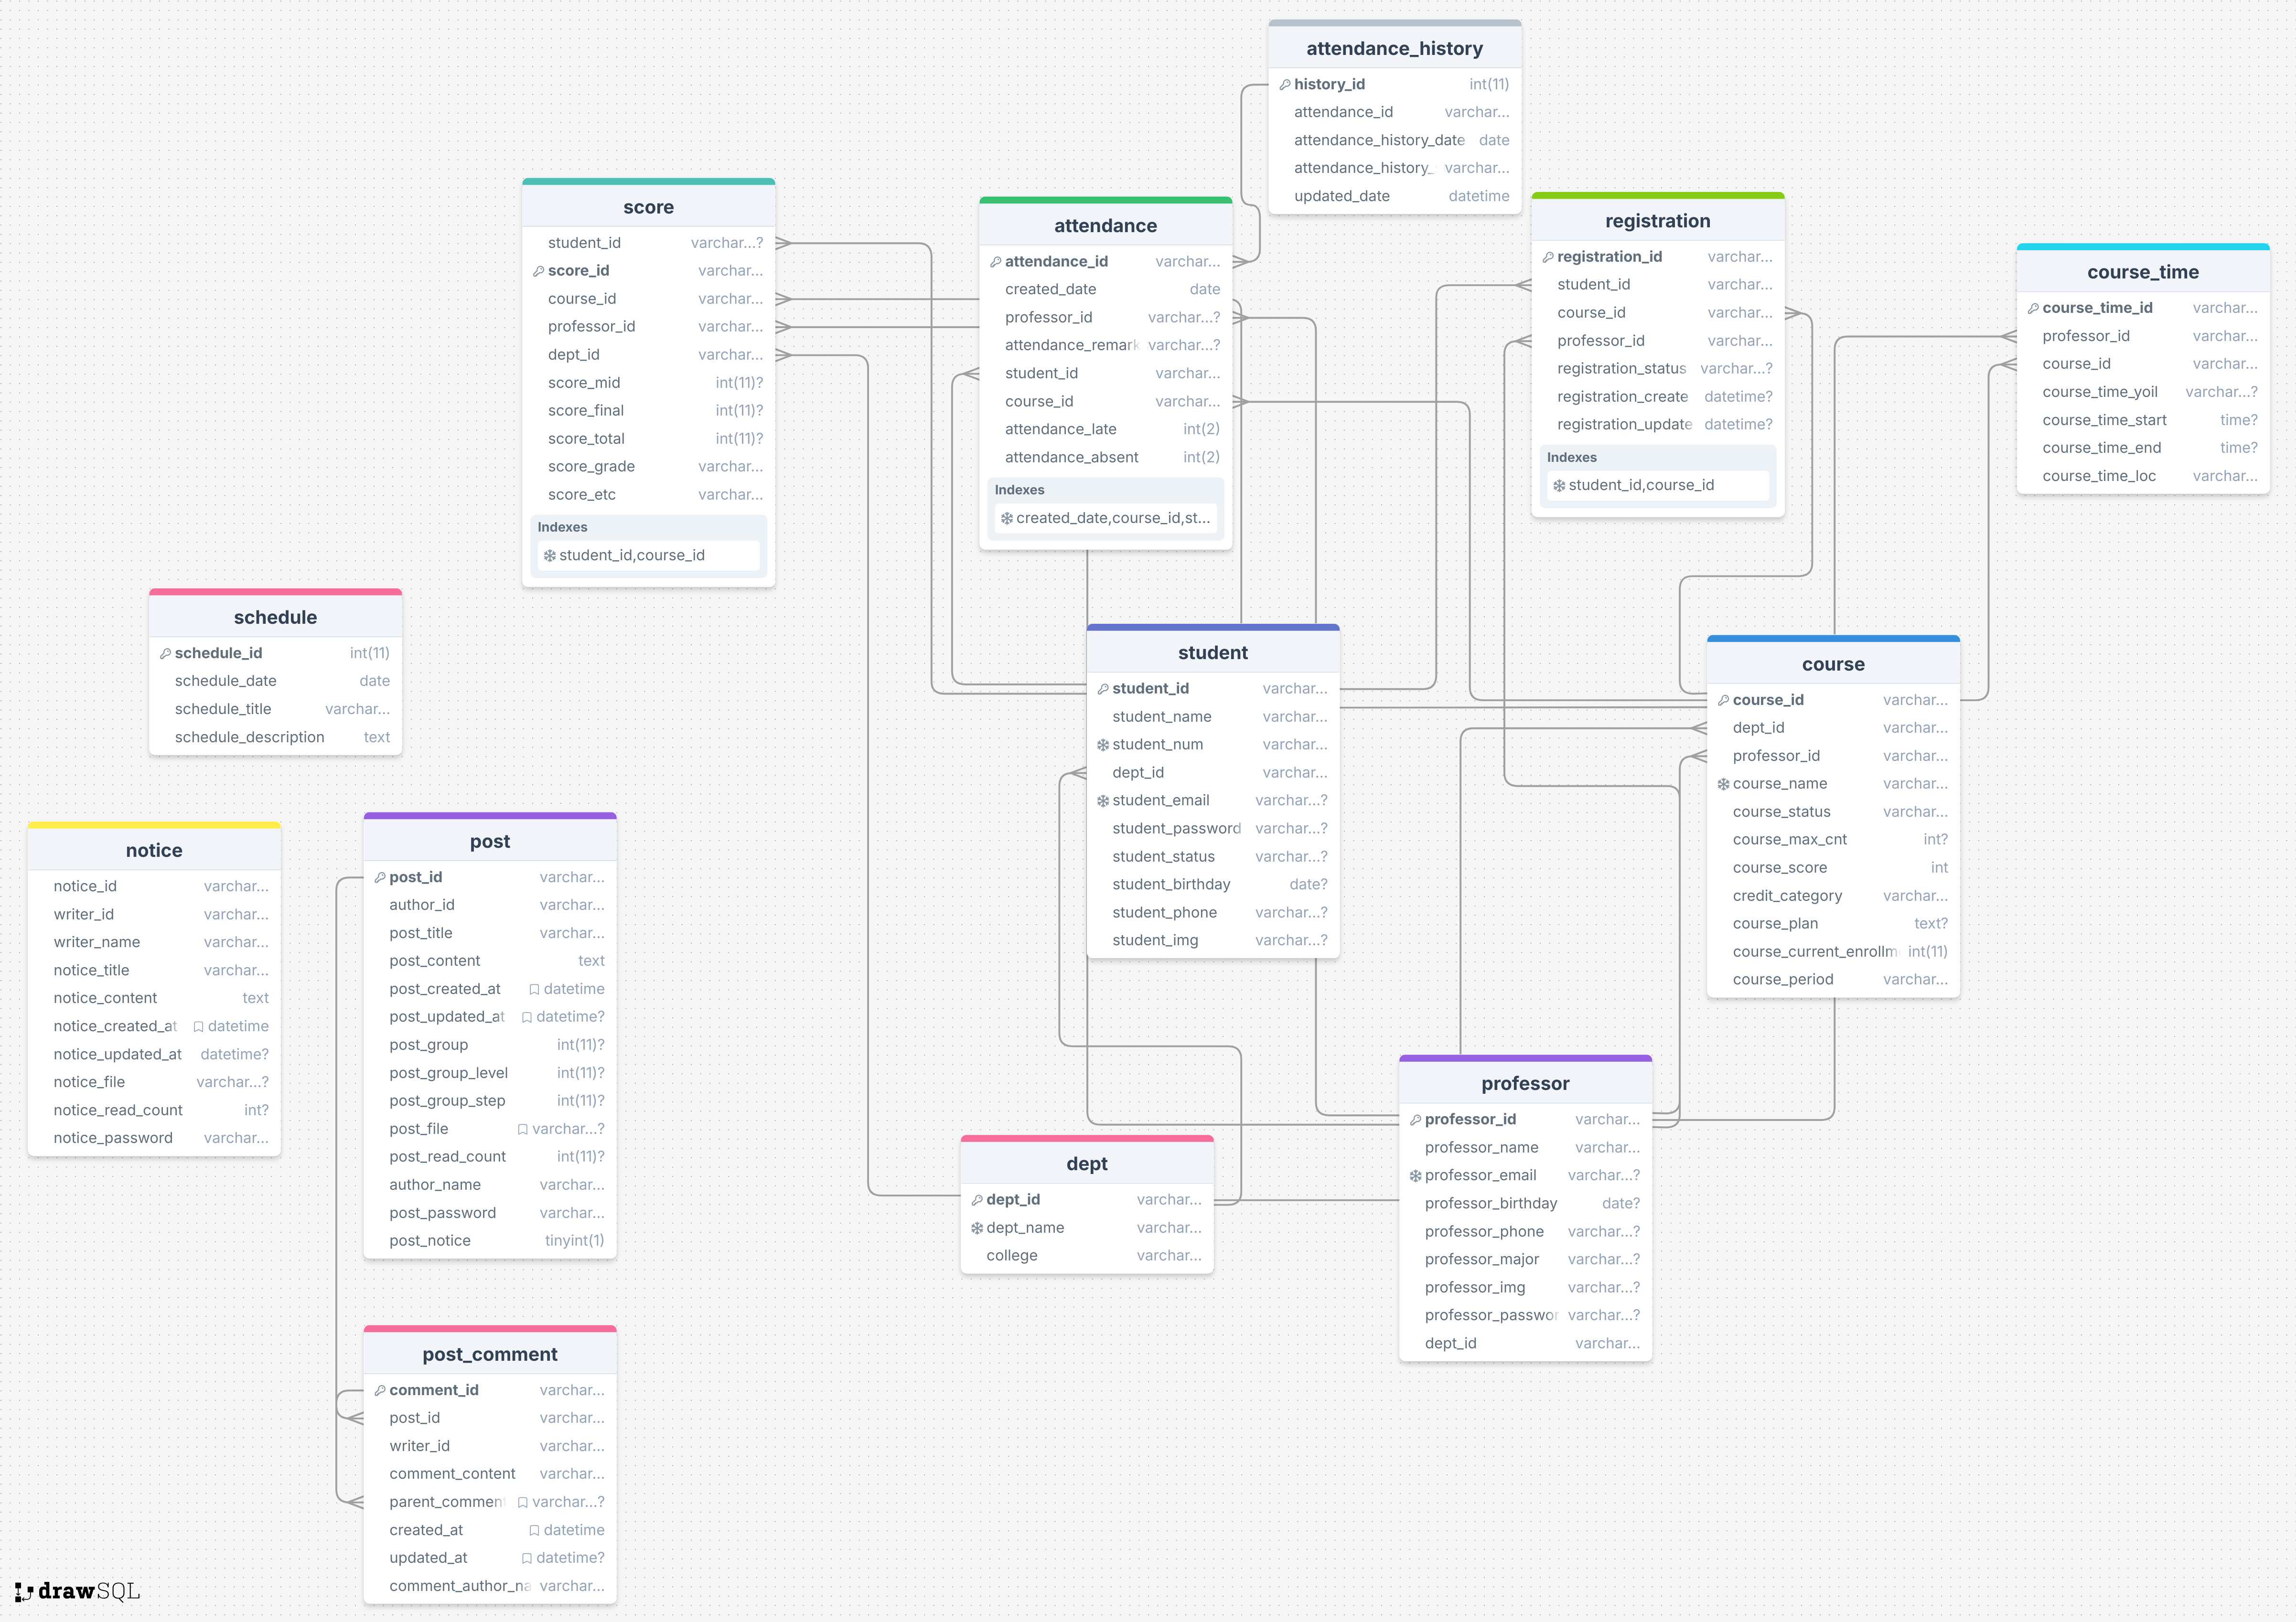 attendance_history
history_id int(11)
attendance_id varchar...
attendance_history_date date
attendance_history_ varchar...
updated_date datetime
score
student_id varchar...?
score_id varchar...
course_id varchar...
professor_id varchar...
dept_id varchar...
score_mid int(11)?
score_final int(11)?
score_total int(11)?
score_grade varchar...
score_etc varchar...
Indexes
student_id,course_id
attendance
attendance_id varchar...
created_date date
professor_id varchar...?
attendance_remark varchar...?
student_id varchar...
course_id varchar...
attendance_late int(2)
attendance_absent int(2)
Indexes
created_date,course_id,st...
registration
registration_id varchar...
student_id varchar...
course_id varchar...
professor_id varchar...
registration_status varchar...?
registration_create datetime?
registration_update datetime?
Indexes
student_id,course_id
course_time
course_time_id varchar...
professor_id varchar...
course_id varchar...
course_time_yoil varchar...?
course_time_start time?
course_time_end time?
course_time_loc varchar...
schedule
schedule_id int(11)
schedule_date date
schedule_title varchar...
schedule_description text
student
student_id varchar...
student_name varchar...
student_num varchar...
dept_id varchar...
student_email varchar...?
student_password varchar...?
student_status varchar...?
student_birthday date?
student_phone varchar...?
student_img varchar...?
course
course_id varchar...
dept_id varchar...
professor_id varchar...
course_name varchar...
course_status varchar...
course_max_cnt int?
course_score int
credit_category varchar...
course_plan text?
course_current_enrollm int(11)
course_period varchar...
notice
notice_id varchar...
writer_id varchar...
writer_name varchar...
notice_title varchar...
notice_content text
notice_created_at datetime
notice_updated_at datetime?
notice_file varchar...?
notice_read_count int?
notice_password varchar...
post
post_id varchar...
author_id varchar...
post_title varchar...
post_content text
post_created_at datetime
post_updated_at datetime?
post_group int(11)?
post_group_level int(11)?
post_group_step int(11)?
post_file varchar...?
post_read_count int(11)?
author_name varchar...
post_password varchar...
post_notice tinyint(1)
professor
professor_id varchar...
professor_name varchar...
professor_email varchar...?
professor_birthday date?
professor_phone varchar...?
professor_major varchar...?
professor_img varchar...?
professor_passwor varchar...?
dept_id varchar...
dept
dept_id varchar...
dept_name varchar...
college varchar...
post_comment
comment_id varchar...
post_id varchar...
writer_id varchar...
comment_content varchar...
parent_comment varchar...?
created_at datetime
updated_at datetime?
comment_author_na varchar...
drawSQL